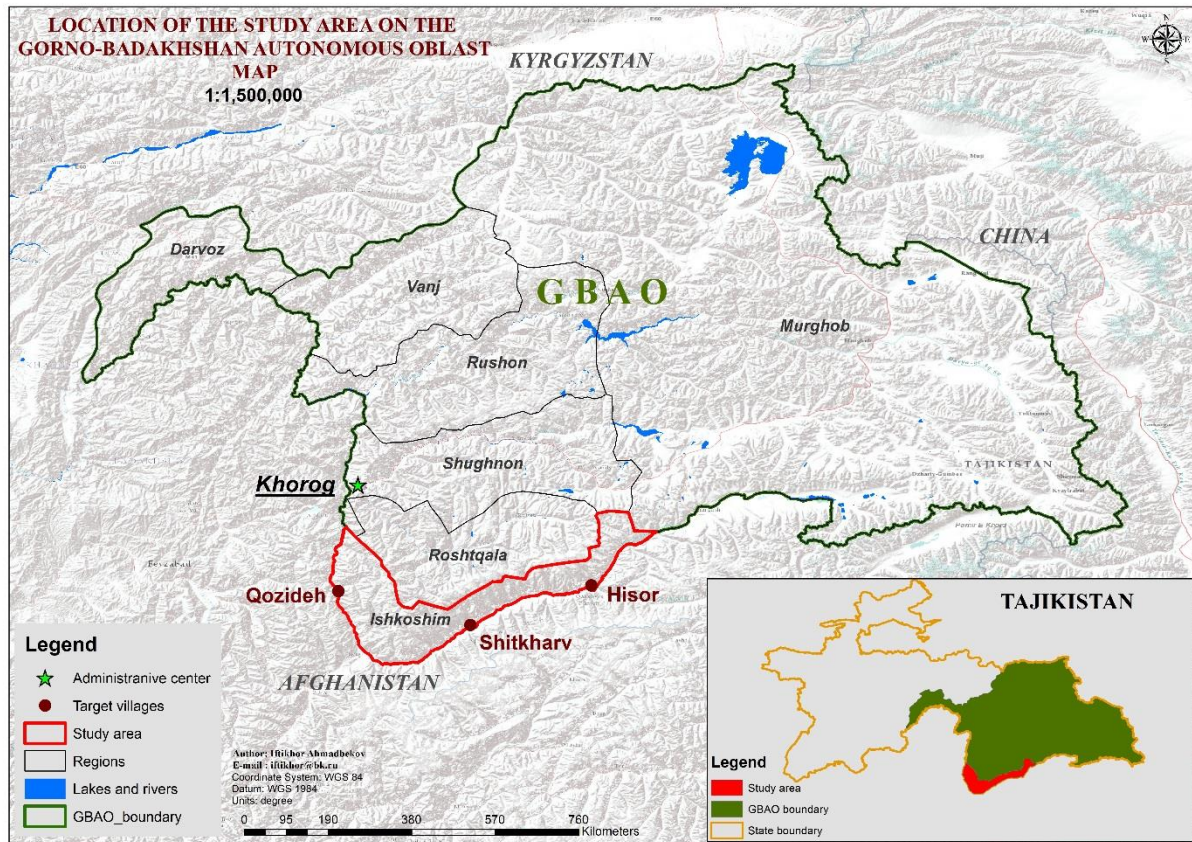 LOCATION OF THE STUDY AREA ON THE
GORNO-BADAKHSHAN AUTONOMOUS OBLAST
MAP
1:1,500,000
KYRGYZSTAN
N
W
E
S
CHINA
Darvoz
Vanj
GBAO
Murghob
Rushon
Shughnon
Khorog
TAJIKISTAN
Roshtqala
Feyzabad
Qozideh
Hisor
Ishkoshim
Shitkharv
AFGHANISTAN
Legend
Administranive center
Target villages
Study area
Regions
Lakes and rivers
GBAO_boundary
Author: Iftikhor Ahmadbekov
E-mail : iftikhor@bk.ru
Coordinate System: WGS 84
Datum: WGS 1984
Units: degree
0 95 190 380 570 760
Kilometers
TAJIKISTAN
Legend
Study area
GBAO boundary
State boundary